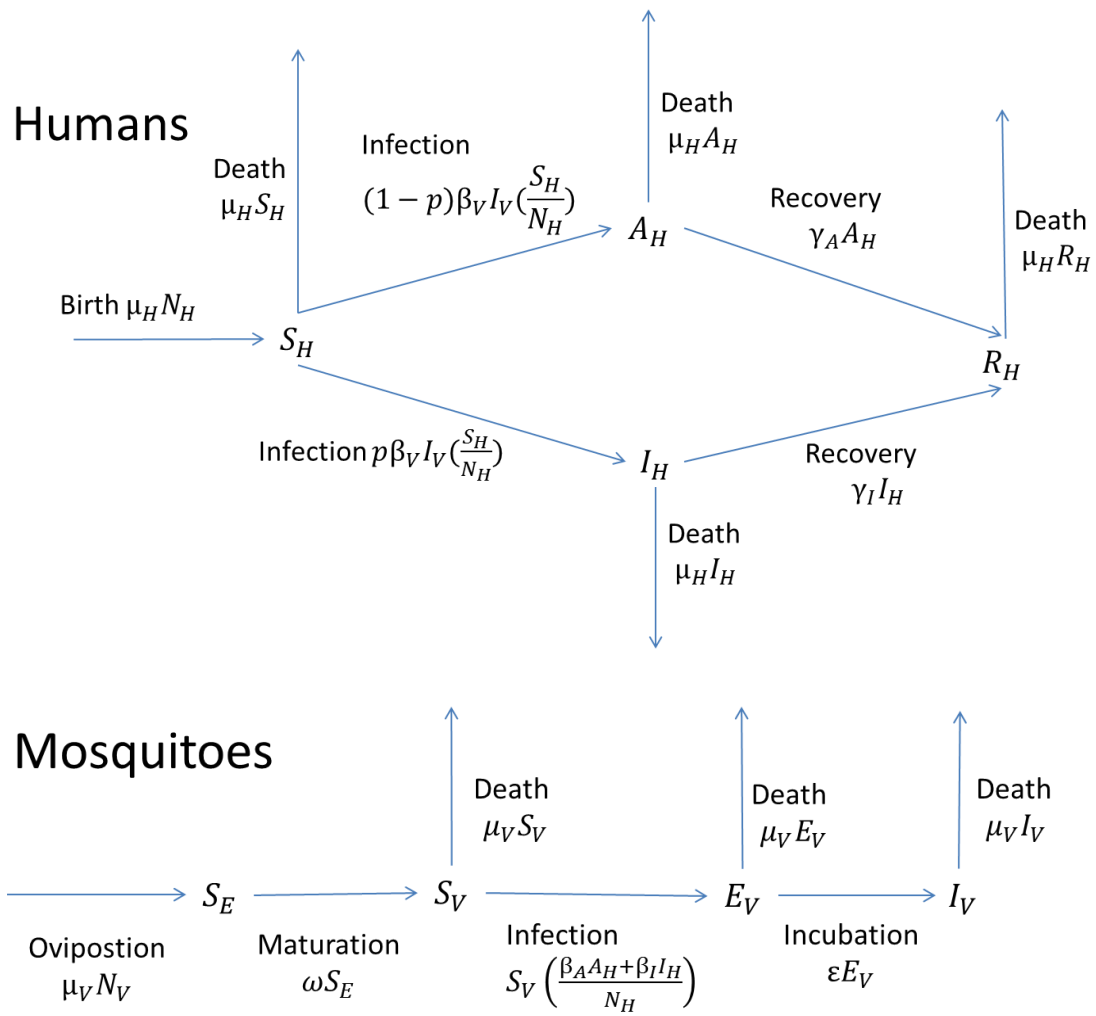 Humans
Death
μ_H S_H
Infection
(1 − p)β_V I_V(S_H/N_H)
Death
μ_H A_H
A_H
Recovery
γ_A A_H
Death
μ_H R_H
Birth μ_H N_H
S_H
R_H
Infection pβ_V I_V(S_H/N_H)
I_H
Recovery
γ_I I_H
Death
μ_H I_H
Mosquitoes
Death
μ_V S_V
Death
μ_V E_V
Death
μ_V I_V
S_E
S_V
E_V
I_V
Ovipostion
μ_V N_V
Maturation
ωS_E
Infection
S_V((β_A A_H+β_I I_H)/N_H)
Incubation
εE_V